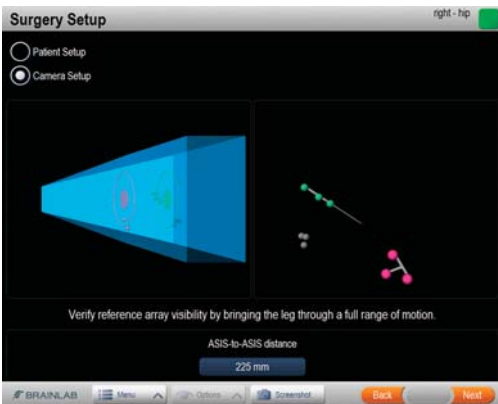 Surgery Setup
right - hip
Patient Setup
Camera Setup
Verify reference array visibility by bringing the leg through a full range of motion.
ASIS-to-ASIS distance
225 mm
BRAINLAB Menu Options Screenshot Back Next